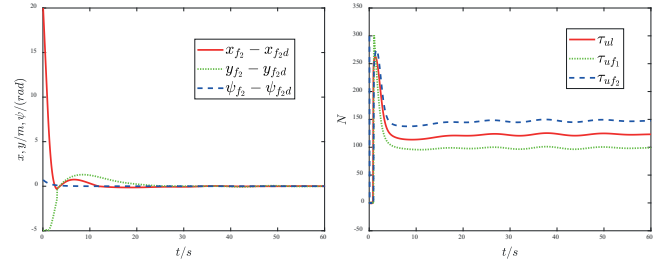 20
15
10
5
0
-5
x, y/m, ψ/(rad)
x_{f_2} − x_{f_2d}
y_{f_2} − y_{f_2d}
ψ_{f_2} − ψ_{f_2d}
0 10 20 30 40 50 60
t/s
350
300
250
200
150
100
50
0
-50
N
τ_{ul}
τ_{uf_1}
τ_{uf_2}
0 10 20 30 40 50 60
t/s